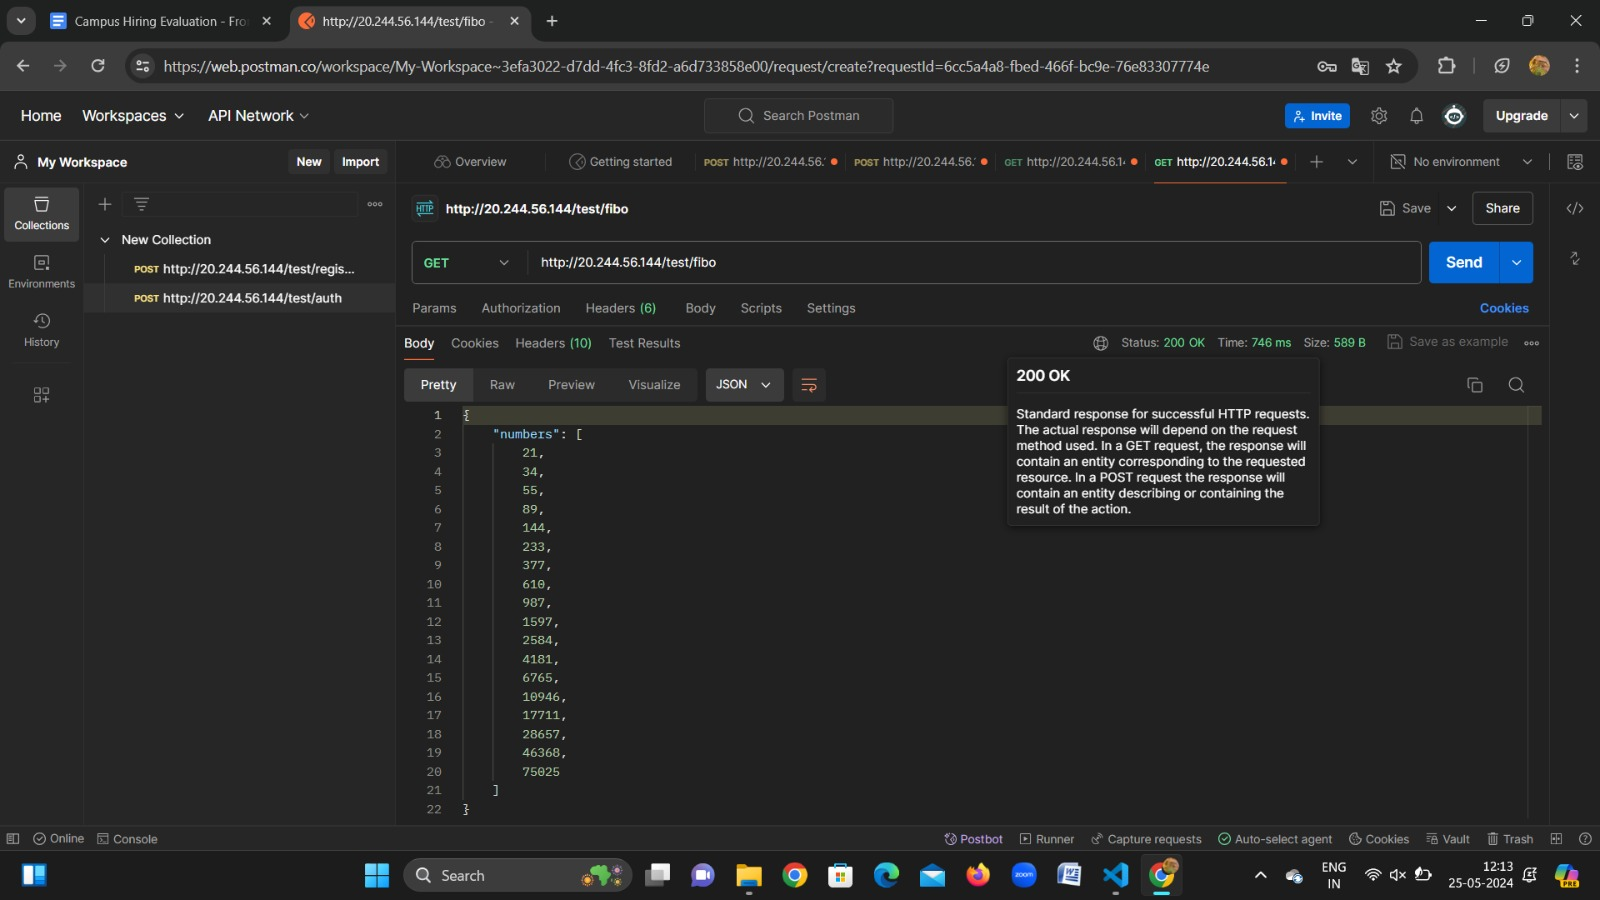 Campus Hiring Evaluation - Fro
http://20.244.56.144/test/fibo -
https://web.postman.co/workspace/My-Workspace~3efa3022-d7dd-4fc3-8fd2-a6d733858e00/request/create?requestId=6cc5a4a8-fbed-466f-bc9e-76e83307774e
Home Workspaces API Network Search Postman Invite Upgrade
My Workspace New Import Overview Getting started POST http://20.244.56.' POST http://20.244.56.' GET http://20.244.56.14 GET http://20.244.56.14 No environment
Collections
Environments
History
New Collection
POST http://20.244.56.144/test/regis...
POST http://20.244.56.144/test/auth
HTTP http://20.244.56.144/test/fibo Save Share
GET http://20.244.56.144/test/fibo Send
Params Authorization Headers (6) Body Scripts Settings Cookies
Body Cookies Headers (10) Test Results Status: 200 OK Time: 746 ms Size: 589 B Save as example
Pretty Raw Preview Visualize JSON
200 OK
Standard response for successful HTTP requests.
The actual response will depend on the request
method used. In a GET request, the response will
contain an entity corresponding to the requested
resource. In a POST request the response will
contain an entity describing or containing the
result of the action.
1 {
2 "numbers": [
3 21,
4 34,
5 55,
6 89,
7 144,
8 233,
9 377,
10 610,
11 987,
12 1597,
13 2584,
14 4181,
15 6765,
16 10946,
17 17711,
18 28657,
19 46368,
20 75025
21 ]
22 }
Online Console Postbot Runner Capture requests Auto-select agent Cookies Vault Trash
Search zoom ENG
IN
12:13
25-05-2024
PRE